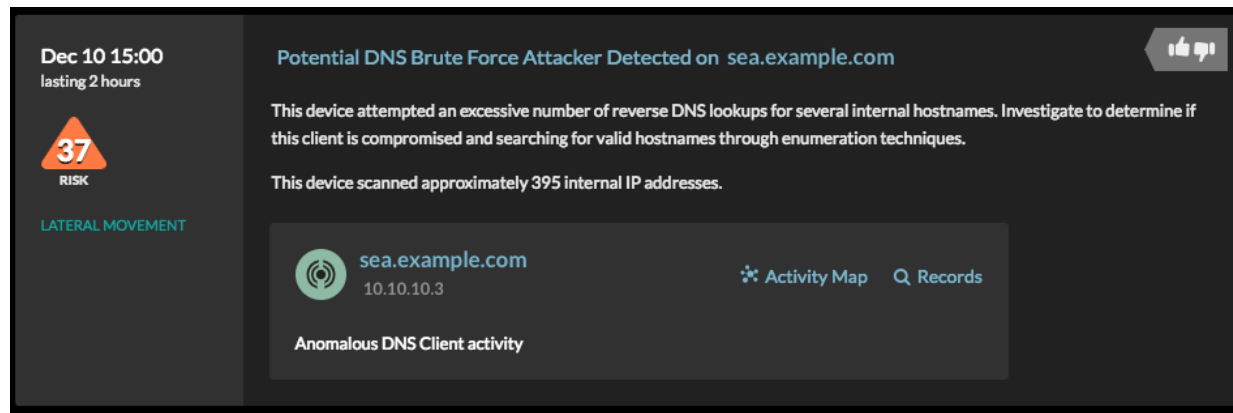 Dec 10 15:00
lasting 2 hours
37
RISK
LATERAL MOVEMENT
Potential DNS Brute Force Attacker Detected on sea.example.com
This device attempted an excessive number of reverse DNS lookups for several internal hostnames. Investigate to determine if
this client is compromised and searching for valid hostnames through enumeration techniques.
This device scanned approximately 395 internal IP addresses.
sea.example.com
10.10.10.3
Activity Map
Records
Anomalous DNS Client activity